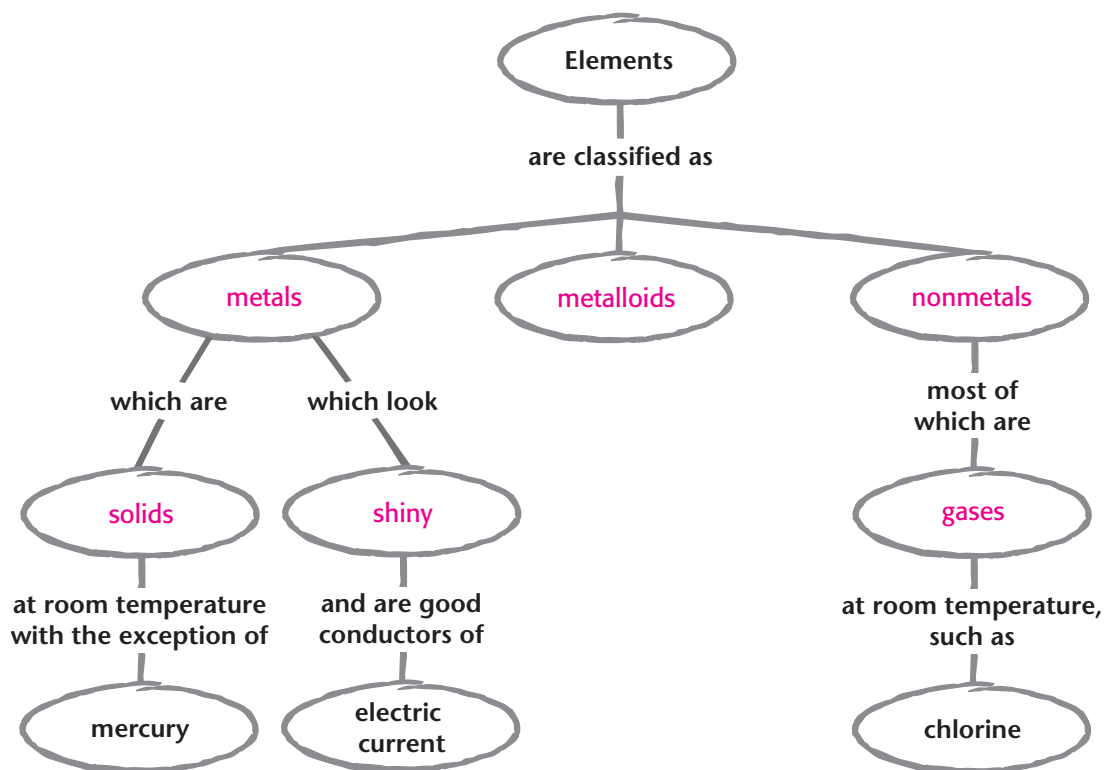 Elements
are classified as
metals
metalloids
nonmetals
which are
which look
most of
which are
solids
shiny
gases
at room temperature
with the exception of
and are good
conductors of
at room temperature,
such as
mercury
electric
current
chlorine